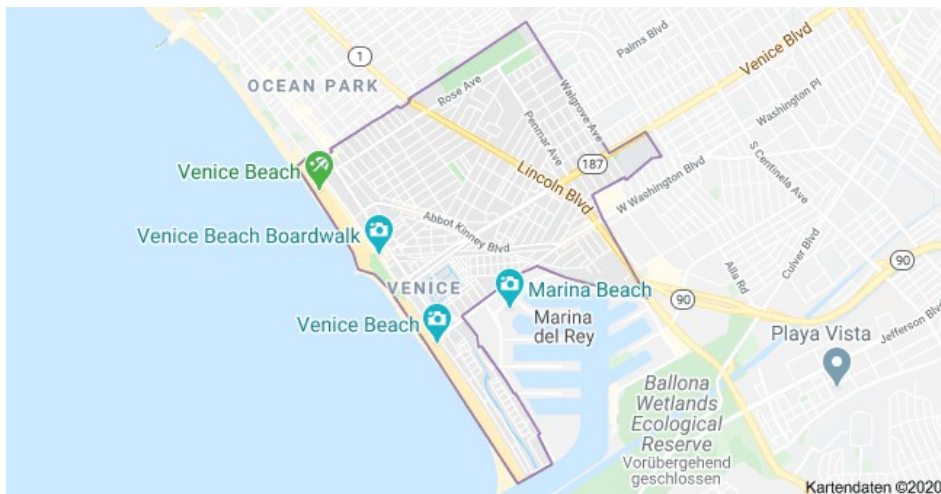 1
Palms Blvd
Venice Blvd
OCEAN PARK
Rose Ave
Walgrove Ave
Washington Pl
Penmar Ave
S Centinela Ave
Venice Beach
187
Lincoln Blvd
W Washington Blvd
Abbot Kinney Blvd
Venice Beach Boardwalk
Culver Blvd
90
Alla Rd
VENICE
Marina Beach
90
Venice Beach
Marina
del Rey
Jefferson Blv
Playa Vista
Ballona
Wetlands
Ecological
Reserve
Vorübergehend
geschlossen
Kartendaten ©2020